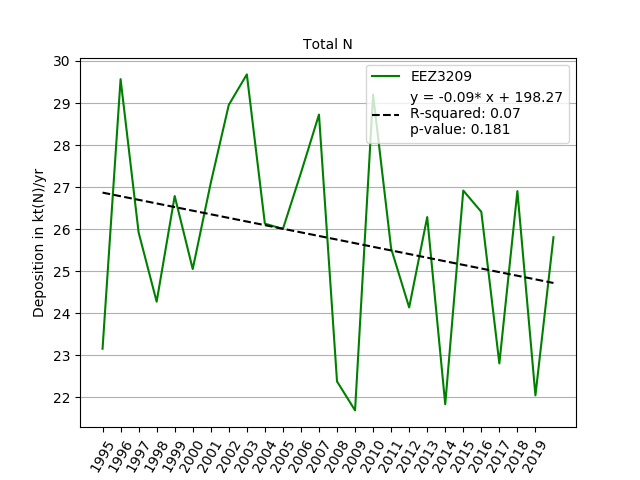 Total N
EEZ3209
y = -0.09* x + 198.27
R-squared: 0.07
p-value: 0.181
Deposition in kt(N)/yr
30
29
28
27
26
25
24
23
22
1995 1996 1997 1998 1999 2000 2001 2002 2003 2004 2005 2006 2007 2008 2009 2010 2011 2012 2013 2014 2015 2016 2017 2018 2019